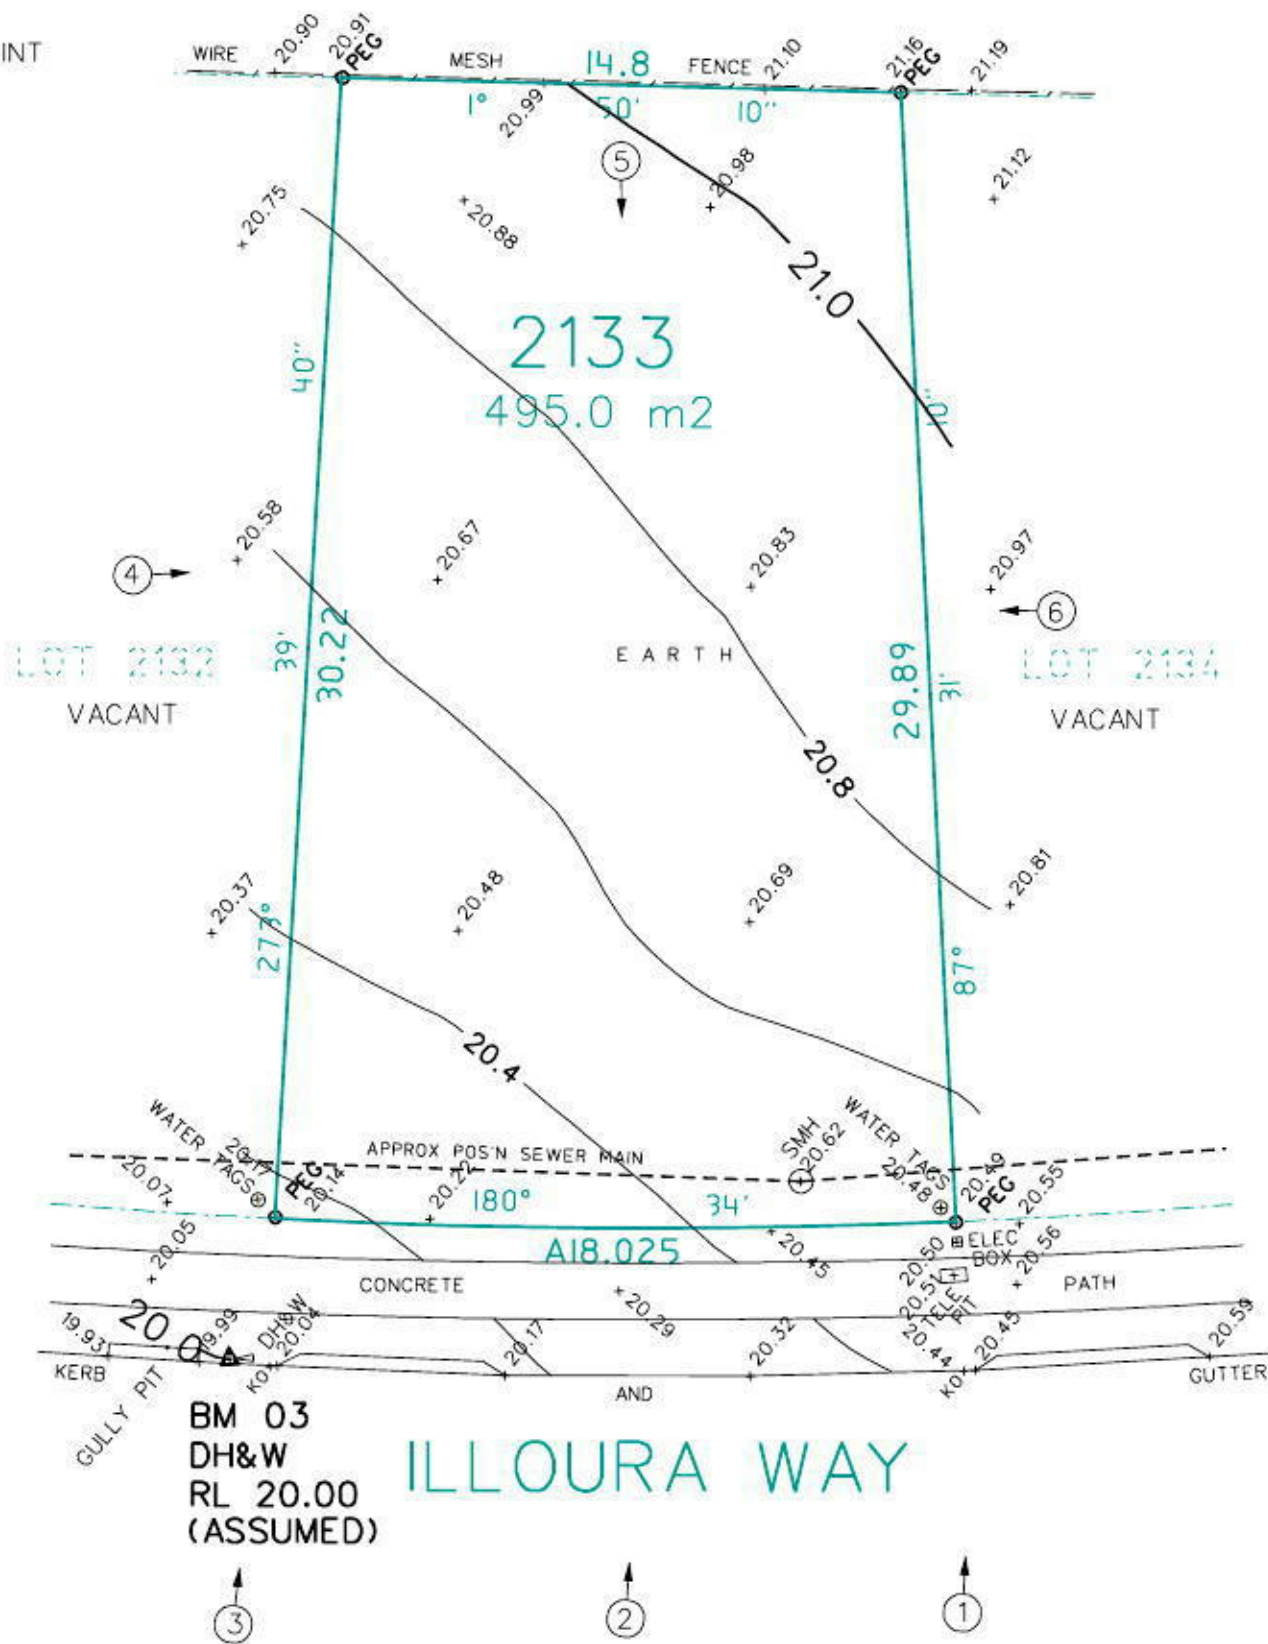 INT
WIRE
20.90
20.91
PEG
MESH
14.8
FENCE
21.10
21.16
PEG
21.19
1° 50' 10"
20.99
5
20.98
21.12
20.75
20.88
21.0
2133
495.0 m2
40"
10"
20.58
20.67
20.83
20.97
4
6
EARTH
39'
30.22
29.89
31'
LOT 2132
VACANT
LOT 2134
VACANT
20.8
20.37
20.48
20.69
20.81
273°
87°
20.4
WATER TAGS
20.17
20.07
PEG
20.14
APPROX POS'N SEWER MAIN
20.22
SMH
20.62
WATER TAGS
20.48
20.49
PEG
20.55
180° 34'
A18.025
20.05
20.45
20.50
ELEC BOX
20.56
20.51
TELE PIT
CONCRETE
PATH
20.29
20.0
19.93
19.99
DH&W
20.04
KO
20.17
20.32
20.44
KO
20.45
20.59
KERB
AND
GUTTER
GULLY PIT
BM 03
DH&W
RL 20.00
(ASSUMED)
ILLOURA WAY
3
2
1